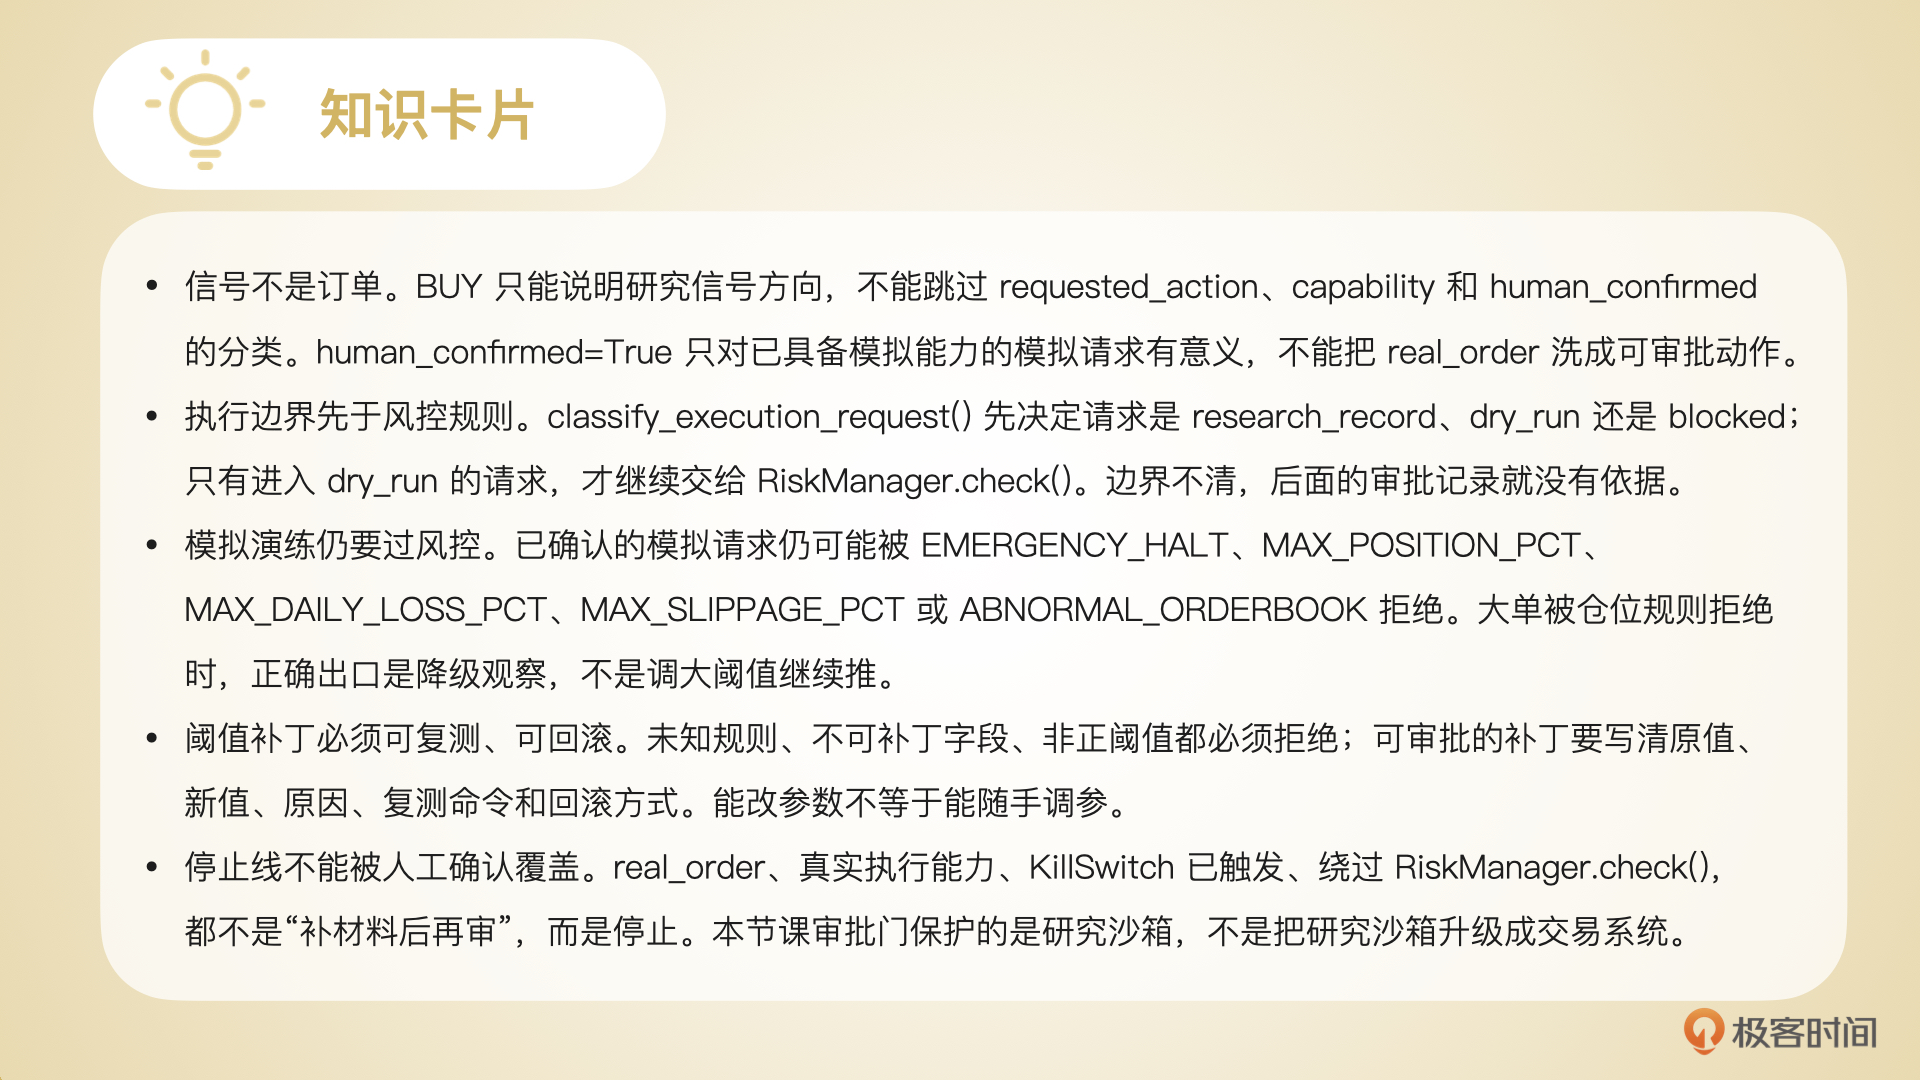 知识卡片
• 信号不是订单。BUY 只能说明研究信号方向，不能跳过 requested_action、capability 和 human_confirmed
的分类。human_confirmed=True 只对已具备模拟能力的模拟请求有意义，不能把 real_order 洗成可审批动作。
• 执行边界先于风控规则。classify_execution_request() 先决定请求是 research_record、dry_run 还是 blocked；
只有进入 dry_run 的请求，才继续交给 RiskManager.check()。边界不清，后面的审批记录就没有依据。
• 模拟演练仍要过风控。已确认的模拟请求仍可能被 EMERGENCY_HALT、MAX_POSITION_PCT、
MAX_DAILY_LOSS_PCT、MAX_SLIPPAGE_PCT 或 ABNORMAL_ORDERBOOK 拒绝。大单被仓位规则拒绝
时，正确出口是降级观察，不是调大阈值继续推。
• 阈值补丁必须可复测、可回滚。未知规则、不可补丁字段、非正阈值都必须拒绝；可审批的补丁要写清原值、
新值、原因、复测命令和回滚方式。能改参数不等于能随手调参。
• 停止线不能被人工确认覆盖。real_order、真实执行能力、KillSwitch 已触发、绕过 RiskManager.check()，
都不是“补材料后再审”，而是停止。本节课审批门保护的是研究沙箱，不是把研究沙箱升级成交易系统。
极客时间